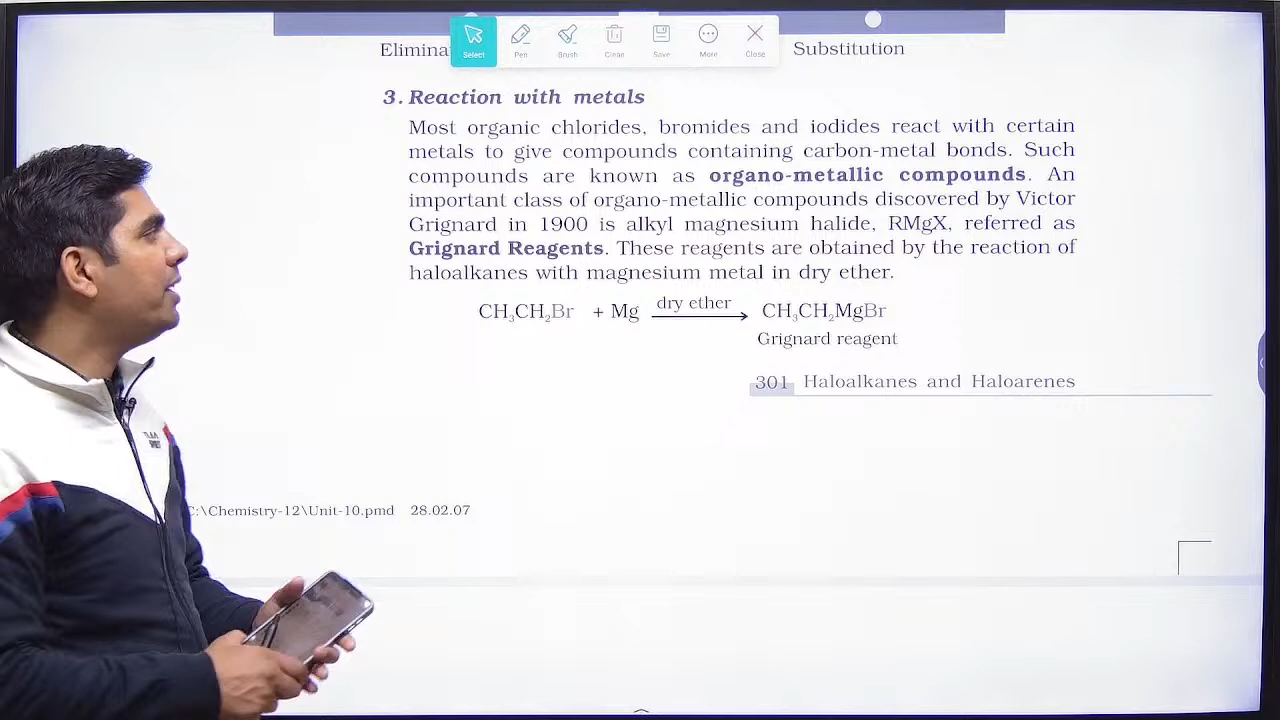 Select Pen Brush Clean Save More Close
Substitution
3. Reaction with metals
Most organic chlorides, bromides and iodides react with certain
metals to give compounds containing carbon-metal bonds. Such
compounds are known as organo-metallic compounds. An
important class of organo-metallic compounds discovered by Victor
Grignard in 1900 is alkyl magnesium halide, RMgX, referred as
Grignard Reagents. These reagents are obtained by the reaction of
haloalkanes with magnesium metal in dry ether.
CH₃CH₂Br + Mg dry ether CH₃CH₂MgBr
Grignard reagent
301 Haloalkanes and Haloarenes
C:\Chemistry-12\Unit-10.pmd 28.02.07